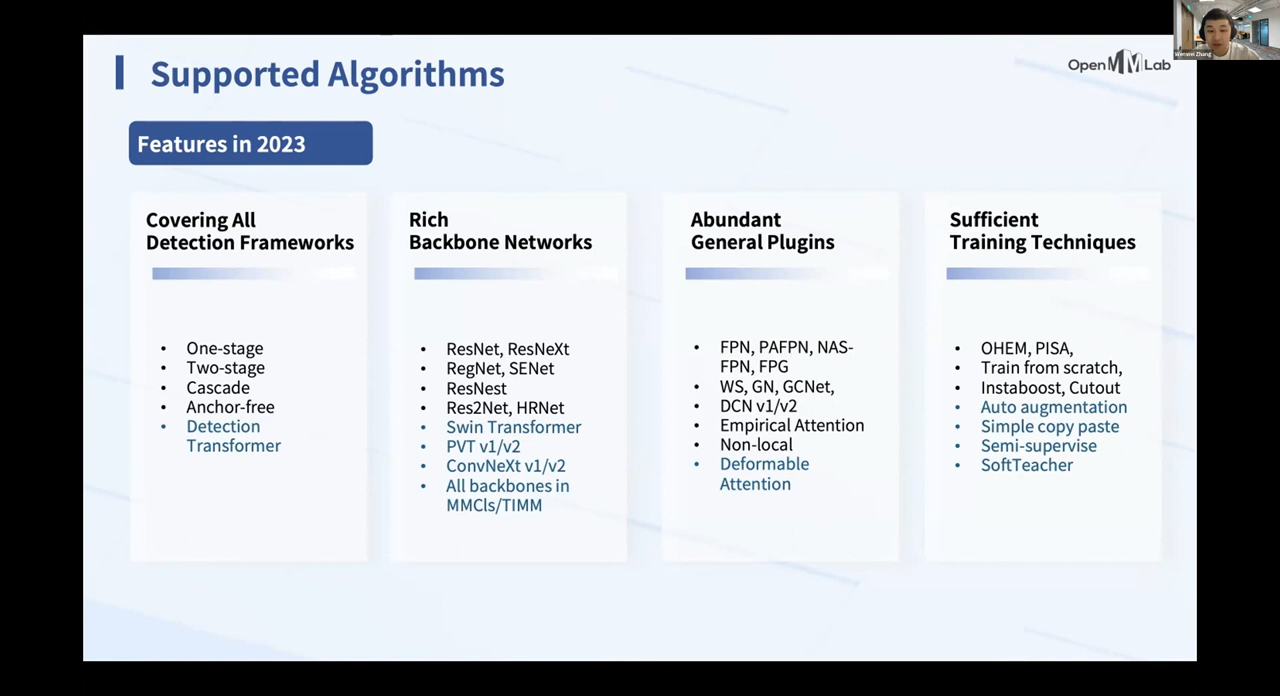 Supported Algorithms
OpenMMLab
Wenwei Zhang
Features in 2023
Covering All
Detection Frameworks
• One-stage
• Two-stage
• Cascade
• Anchor-free
• Detection
Transformer
Rich
Backbone Networks
• ResNet, ResNeXt
• RegNet, SENet
• ResNest
• Res2Net, HRNet
• Swin Transformer
• PVT v1/v2
• ConvNeXt v1/v2
• All backbones in
MMCls/TIMM
Abundant
General Plugins
• FPN, PAFPN, NAS-
FPN, FPG
• WS, GN, GCNet,
• DCN v1/v2
• Empirical Attention
• Non-local
• Deformable
Attention
Sufficient
Training Techniques
• OHEM, PISA,
• Train from scratch,
• Instaboost, Cutout
• Auto augmentation
• Simple copy paste
• Semi-supervise
• SoftTeacher